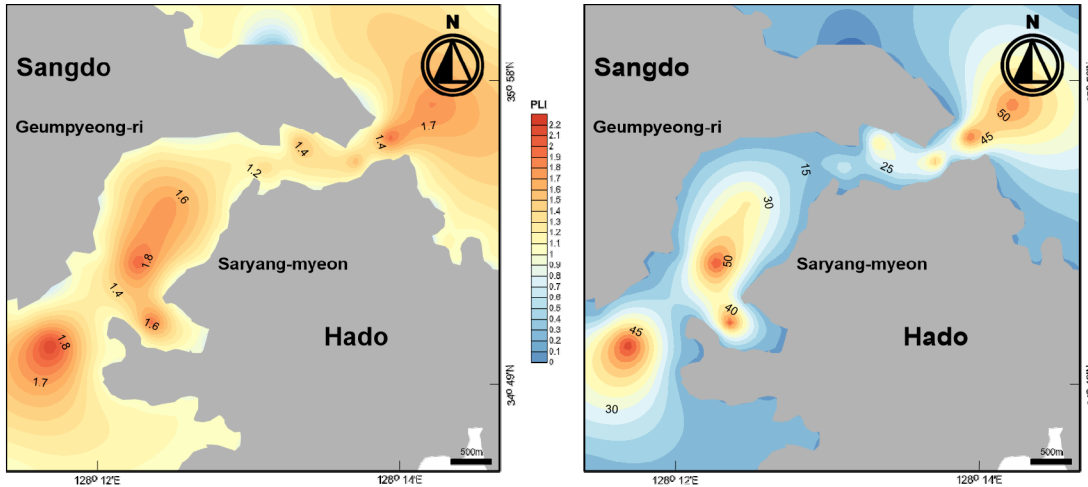 N
Sangdo
Geumpyeong-ri
1.7
1.4
1.2
1.6
1.8
1.4
1.6
1.8
1.7
Saryang-myeon
Hado
500m
35° 58'N
34° 49'N
128° 12'E
128° 14'E
PLI
2.2
2.1
2
1.9
1.8
1.7
1.6
1.5
1.4
1.3
1.2
1.1
1
0.9
0.8
0.7
0.6
0.5
0.4
0.3
0.2
0.1
0
N
Sangdo
Geumpyeong-ri
50
45
15
25
30
50
40
45
30
Saryang-myeon
Hado
500m
128° 12'E
128° 14'E